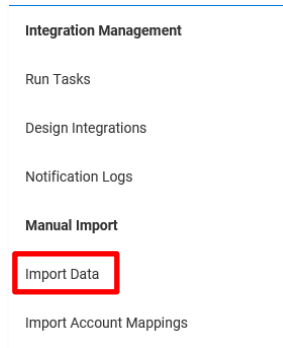 Integration Management
Run Tasks
Design Integrations
Notification Logs
Manual Import
Import Data
Import Account Mappings